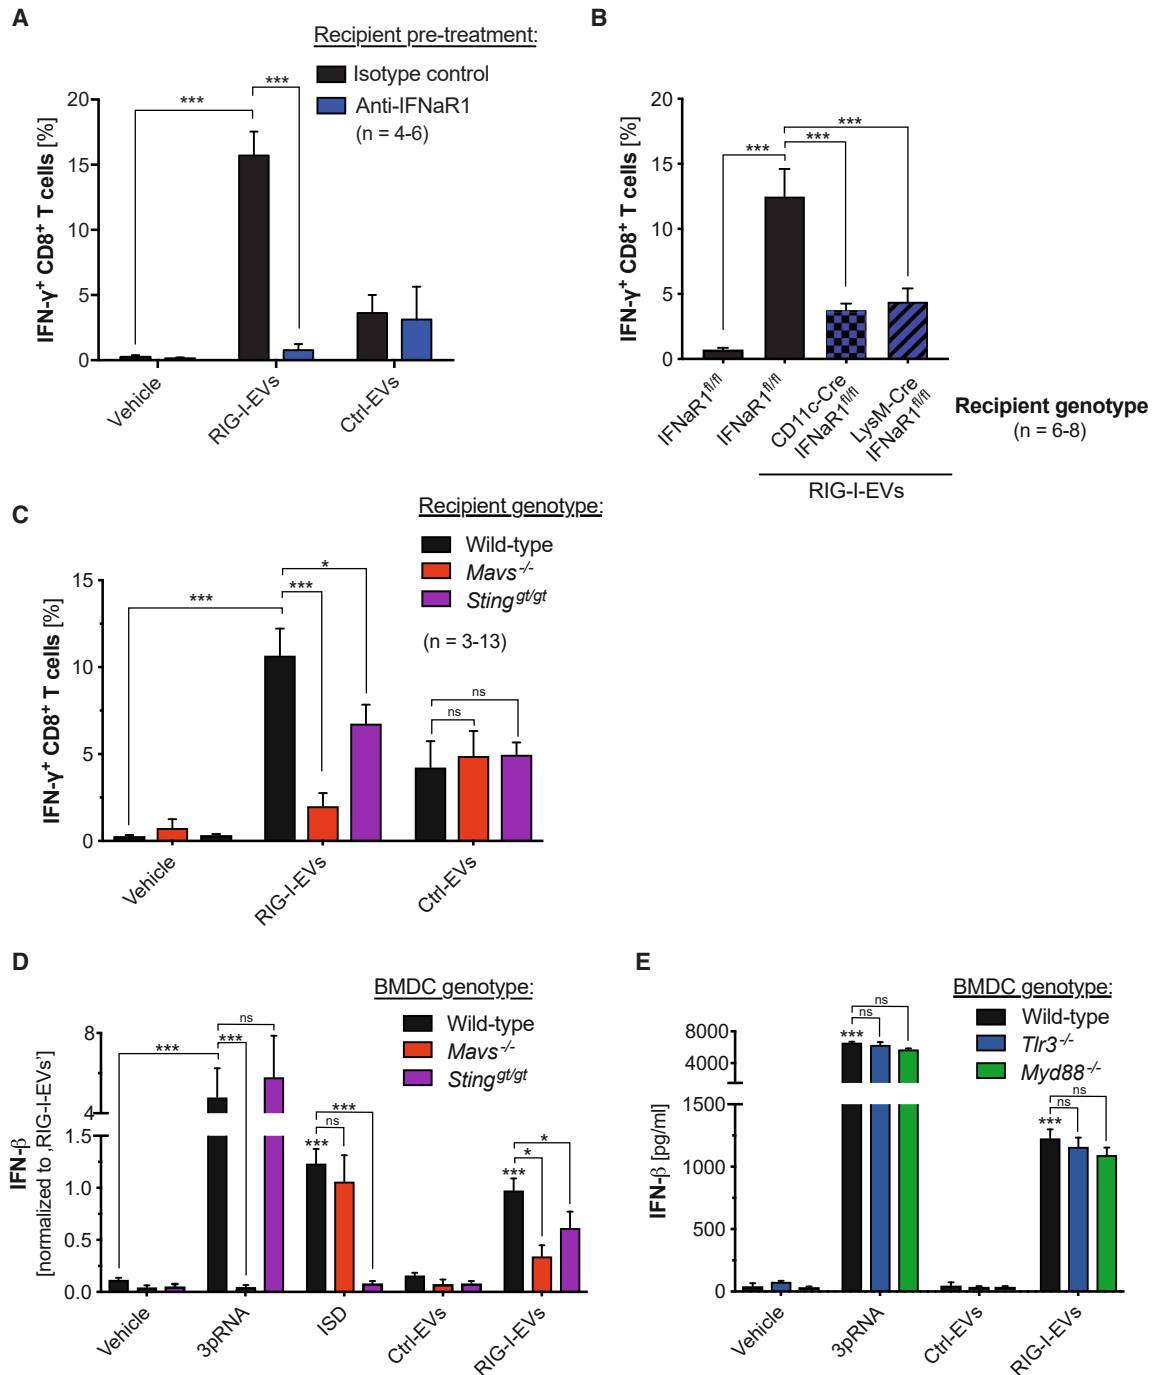 A
Recipient pre-treatment:
Isotype control
Anti-IFNaR1
(n = 4-6)
IFN-γ⁺ CD8⁺ T cells [%]
20
15
10
5
0
***
***
Vehicle
RIG-I-EVs
Ctrl-EVs
B
IFN-γ⁺ CD8⁺ T cells [%]
20
15
10
5
0
***
***
***
IFNaR1fl/fl
IFNaR1fl/fl
CD11c-Cre
IFNaR1fl/fl
LysM-Cre
IFNaR1fl/fl
Recipient genotype
(n = 6-8)
RIG-I-EVs
C
Recipient genotype:
Wild-type
Mavs-/-
Stinggt/gt
(n = 3-13)
IFN-γ⁺ CD8⁺ T cells [%]
15
10
5
0
***
***
*
ns
ns
Vehicle
RIG-I-EVs
Ctrl-EVs
D
BMDC genotype:
Wild-type
Mavs-/-
Stinggt/gt
IFN-β
[normalized to ‚RIG-I-EVs']
8
4
1.5
1.0
0.5
0.0
***
***
ns
***
ns
***
***
*
*
Vehicle
3pRNA
ISD
Ctrl-EVs
RIG-I-EVs
E
BMDC genotype:
Wild-type
Tlr3-/-
Myd88-/-
IFN-β [pg/ml]
8000
4000
1500
1000
500
0
***
ns
ns
***
ns
ns
Vehicle
3pRNA
Ctrl-EVs
RIG-I-EVs